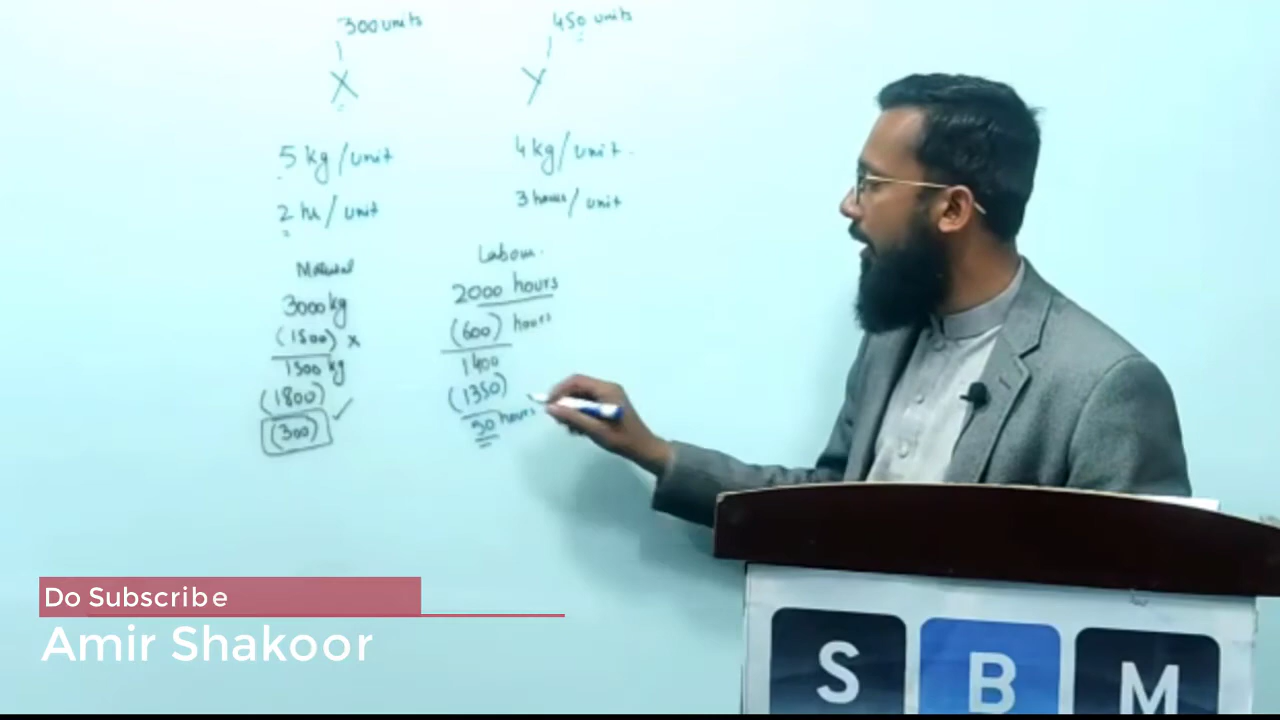 300 units
450 units
X
Y
5 kg/unit
4 kg/unit.
2 hr/unit
3 hours/unit
Material
Labour.
3000 kg
2000 hours
(1500) x
(600) hours
1500 kg
1400
(1800)
(1350)
(300) ✓
50 hours
Do Subscribe
Amir Shakoor
S B M